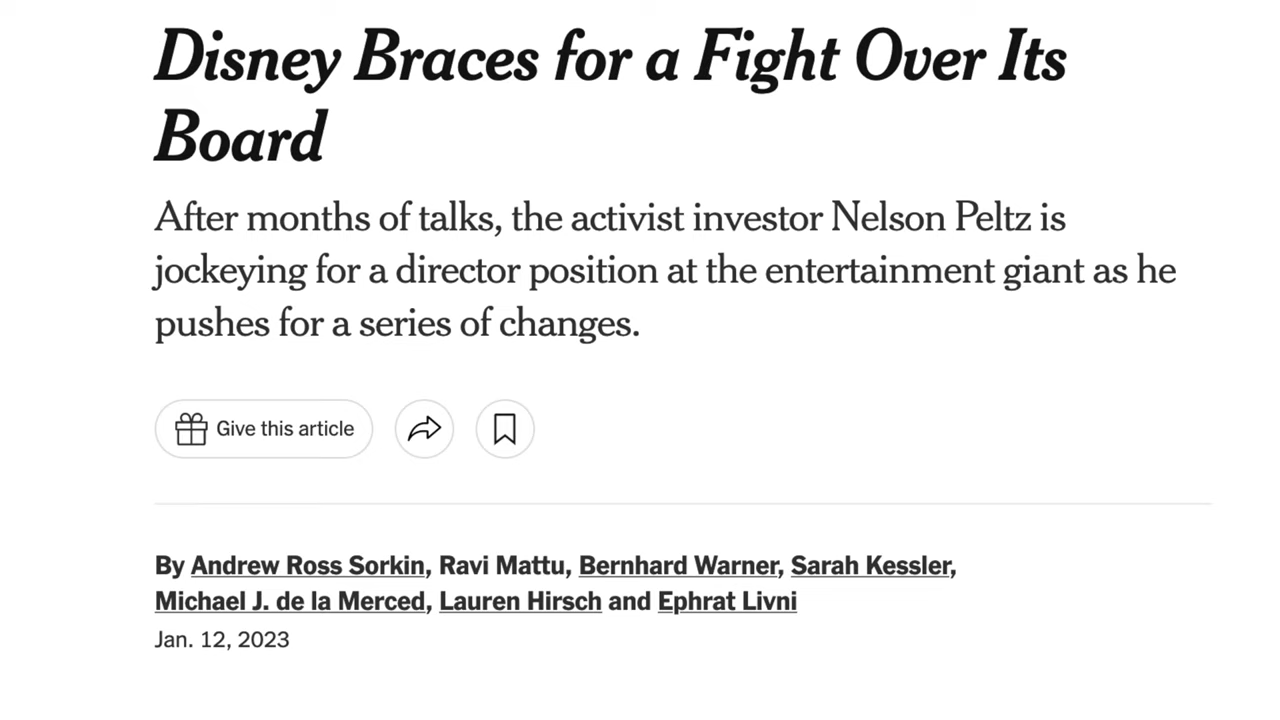 Disney Braces for a Fight Over Its
Board
After months of talks, the activist investor Nelson Peltz is
jockeying for a director position at the entertainment giant as he
pushes for a series of changes.
Give this article
By Andrew Ross Sorkin, Ravi Mattu, Bernhard Warner, Sarah Kessler,
Michael J. de la Merced, Lauren Hirsch and Ephrat Livni
Jan. 12, 2023